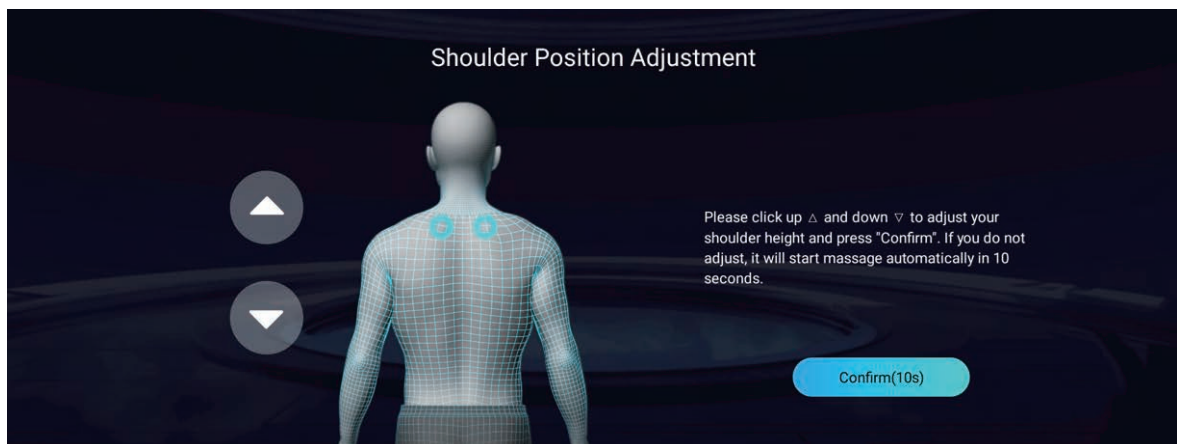 Shoulder Position Adjustment
Please click up △ and down ▽ to adjust your
shoulder height and press "Confirm". If you do not
adjust, it will start massage automatically in 10
seconds.
Confirm(10s)